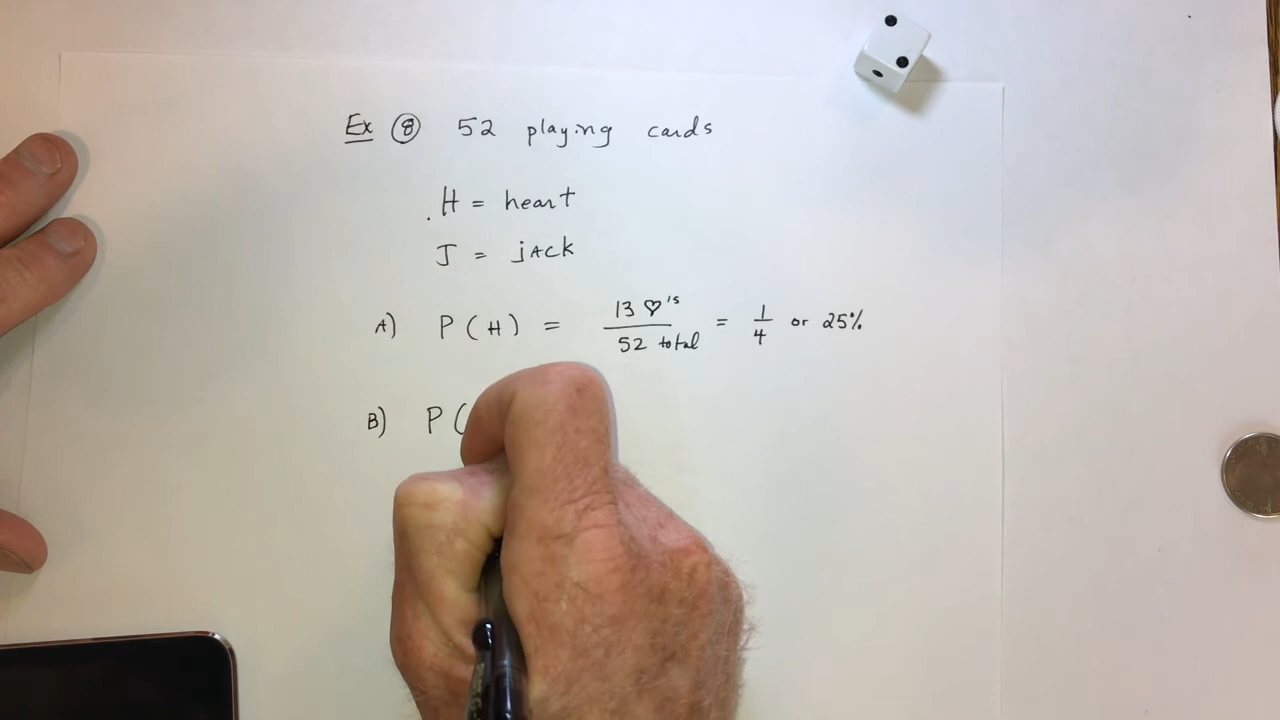 Ex ⑧ 52 playing cards
H = heart
J = jACK
A) P(H) = 13 ♡'s / 52 total = 1/4 or 25%
B) P(